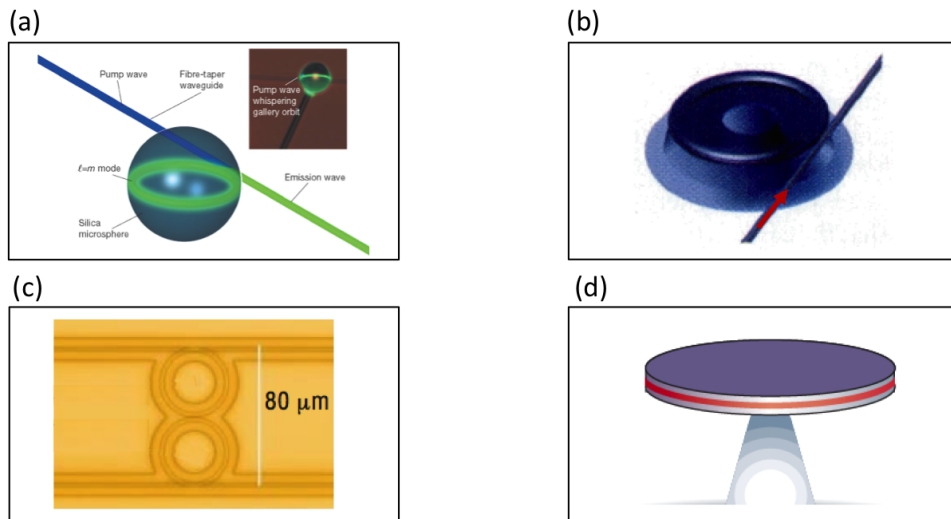 (a)
Pump wave
Fibre-taper
waveguide
Pump wave
whispering
gallery orbit
ℓ=m mode
Emission wave
Silica
microsphere
(b)
(c)
80 μm
(d)